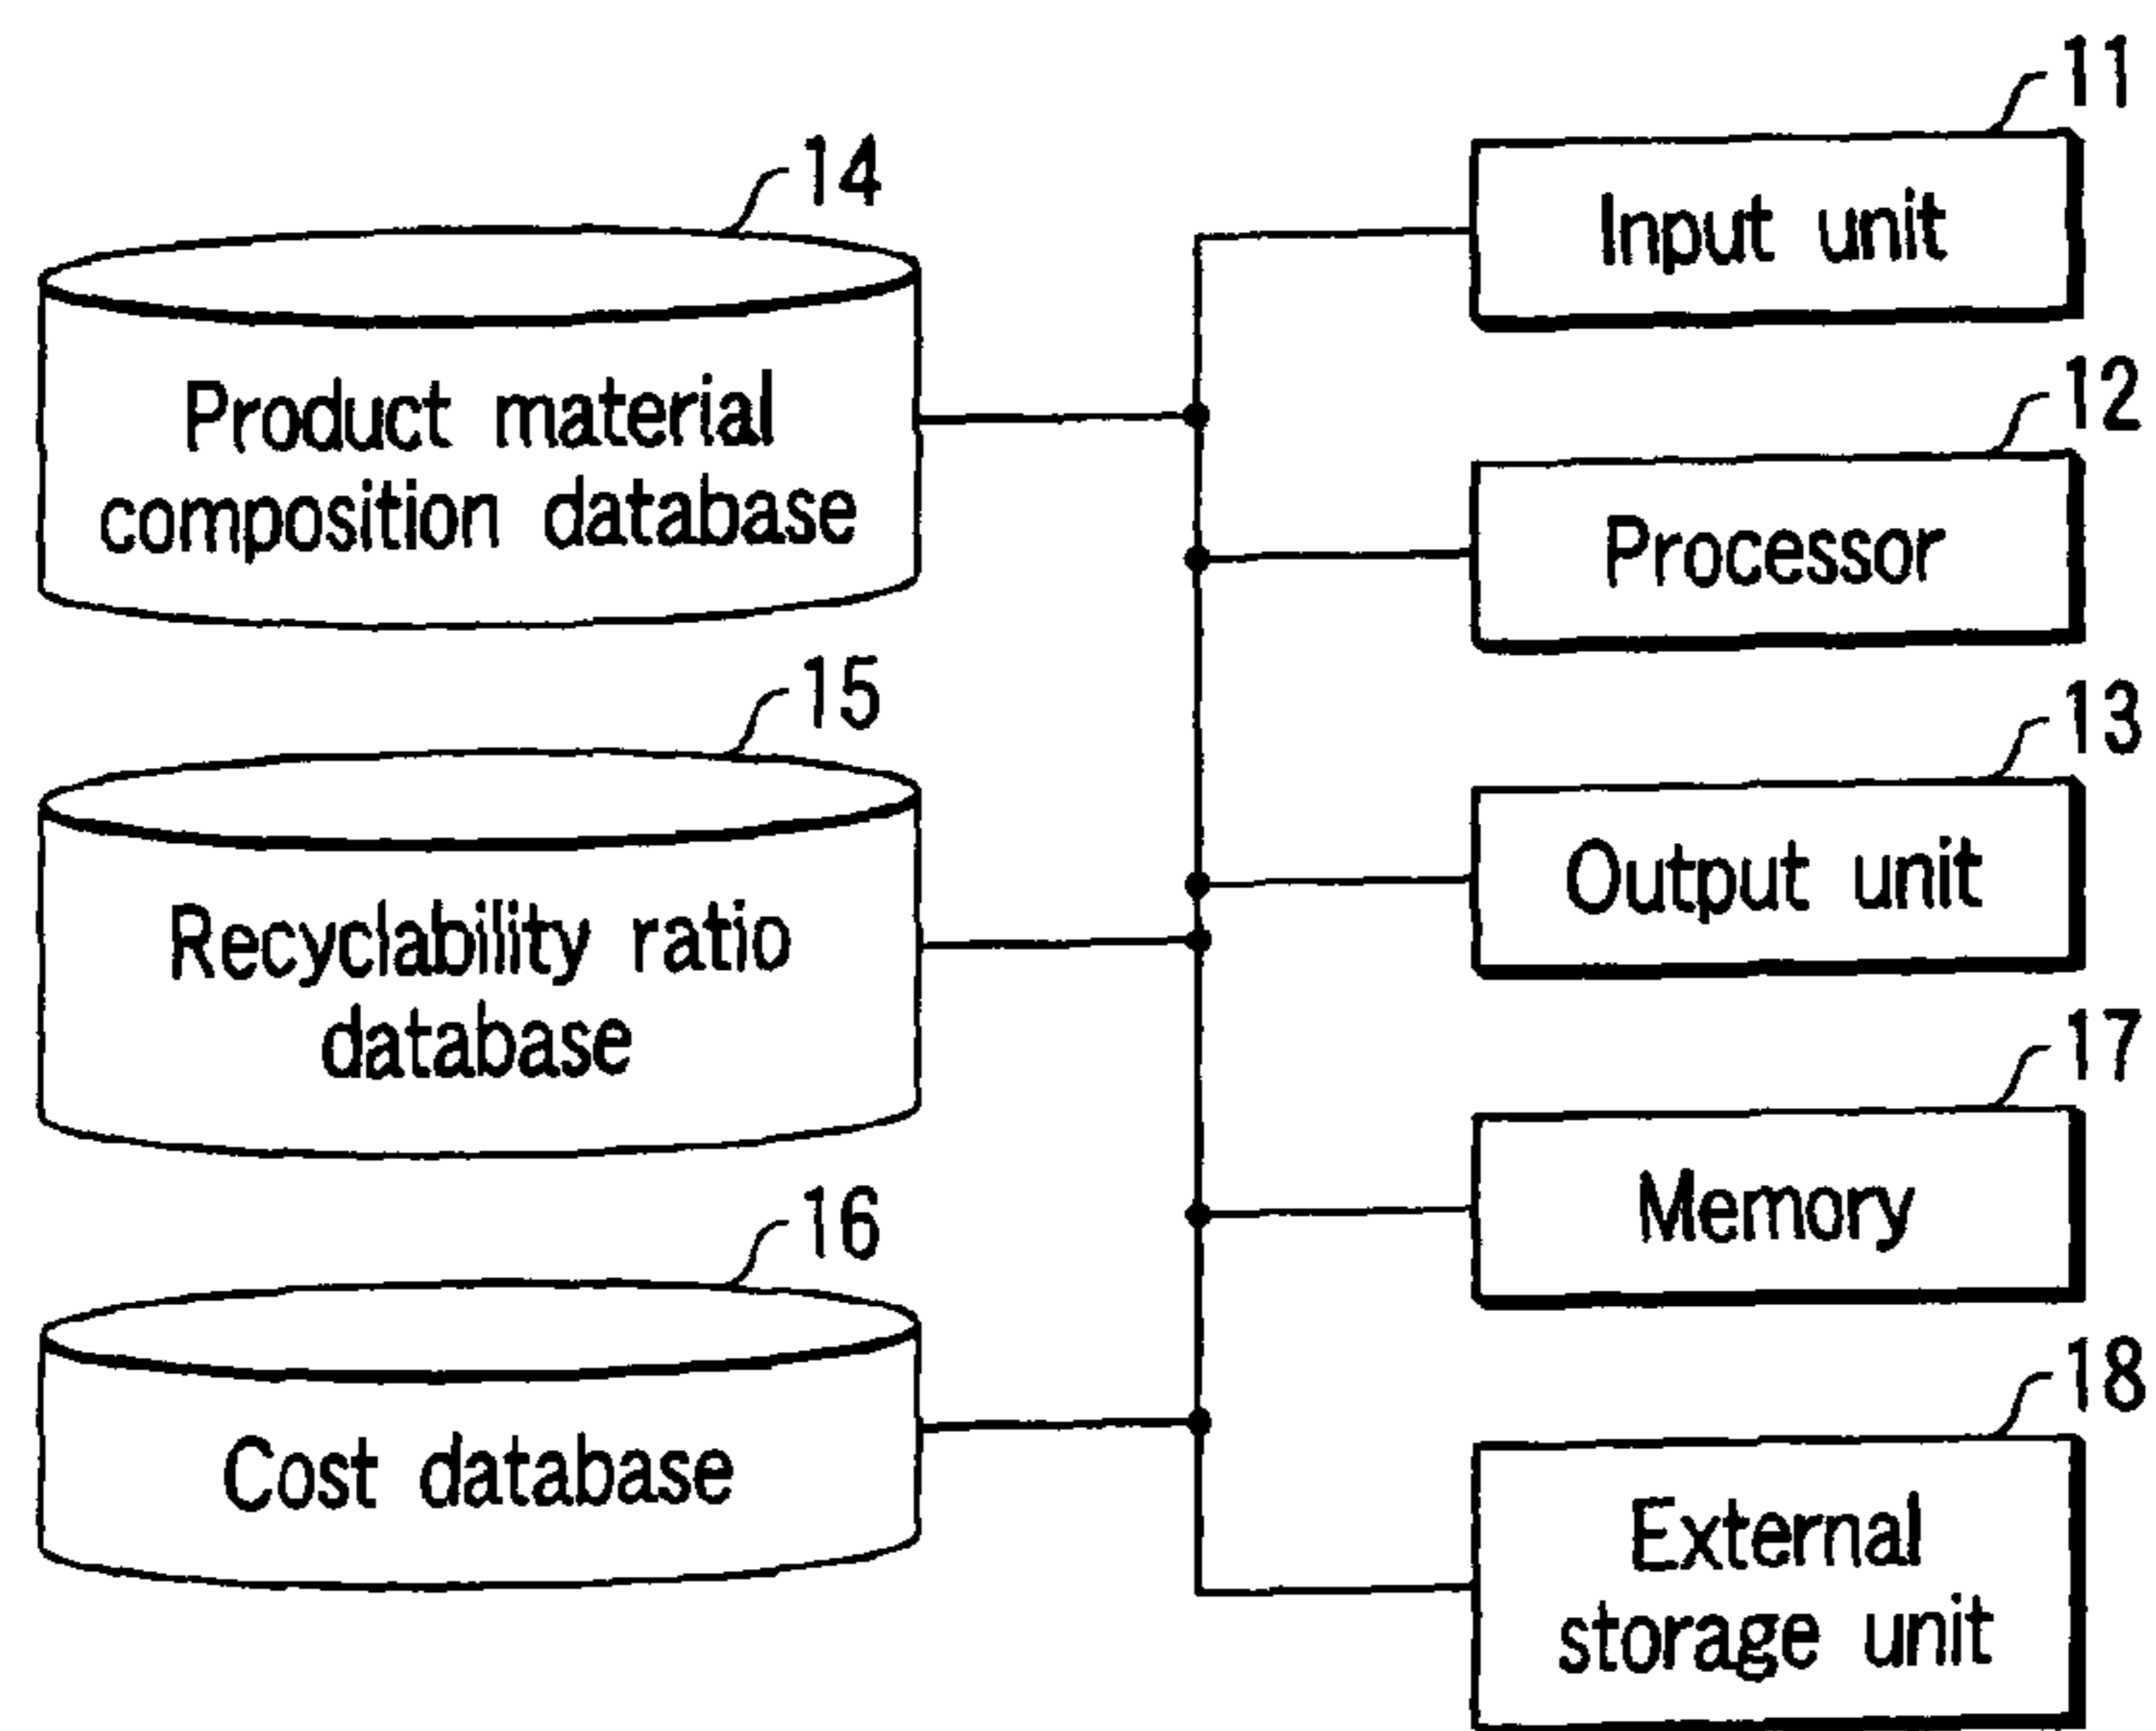 14
Product material
composition database
15
Recyclability ratio
database
16
Cost database
11
Input unit
12
Processor
13
Output unit
17
Memory
18
External
storage unit